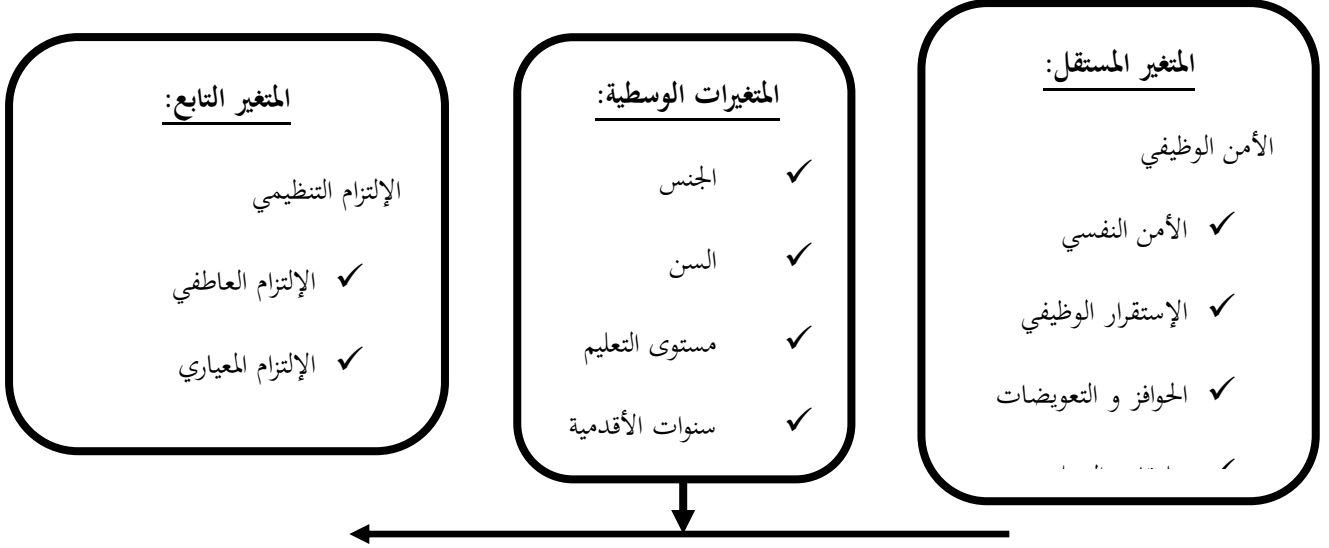 المتغير المستقل:
الأمن الوظيفي
✓ الأمن النفسي
✓ الإستقرار الوظيفي
✓ الحوافز و التعويضات
المتغيرات الوسطية:
✓ الجنس
✓ السن
✓ مستوى التعليم
✓ سنوات الأقدمية
المتغير التابع:
الإلتزام التنظيمي
✓ الإلتزام العاطفي
✓ الإلتزام المعياري